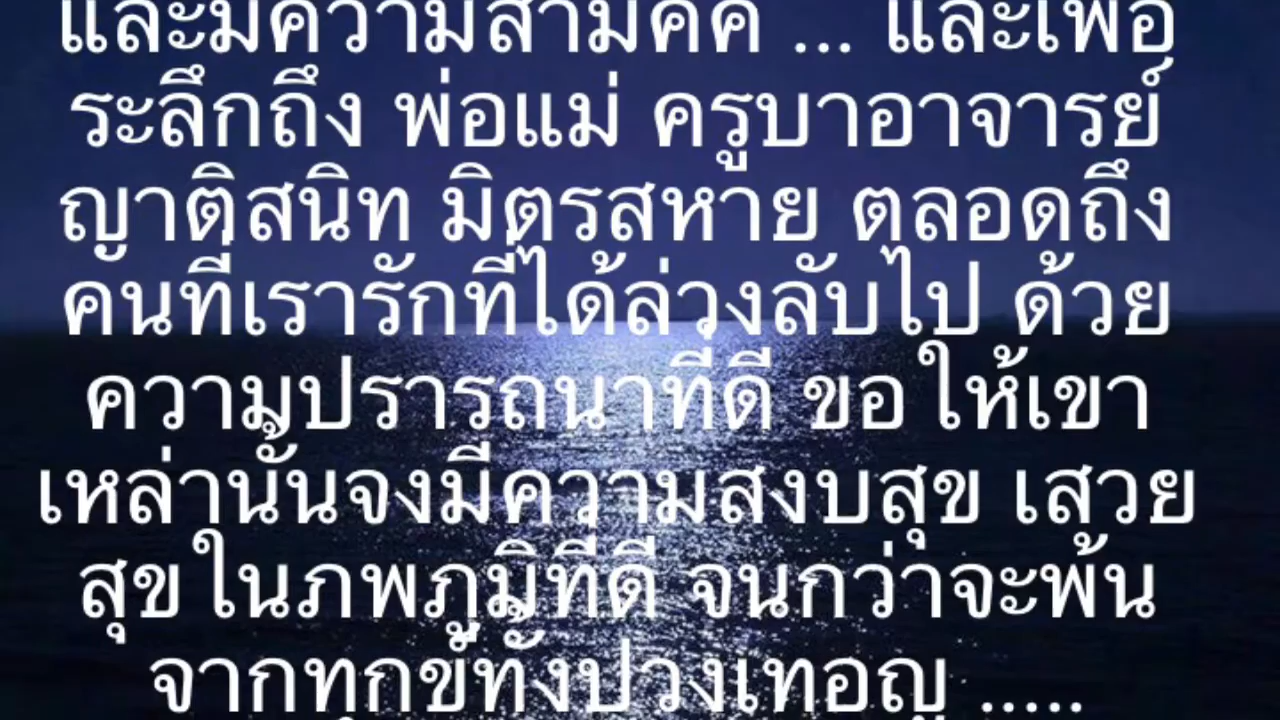 และมีความสามัคคี ... และเพื่อ
ระลึกถึง พ่อแม่ ครูบาอาจารย์
ญาติสนิท มิตรสหาย ตลอดถึง
คนที่เรารักที่ได้ล่วงลับไป ด้วย
ความปรารถนาที่ดี ขอให้เขา
เหล่านั้นจงมีความสงบสุข เสวย
สุขในภพภูมิที่ดี จนกว่าจะพ้น
จากทุกข์ทั้งปวงเทอญ .....